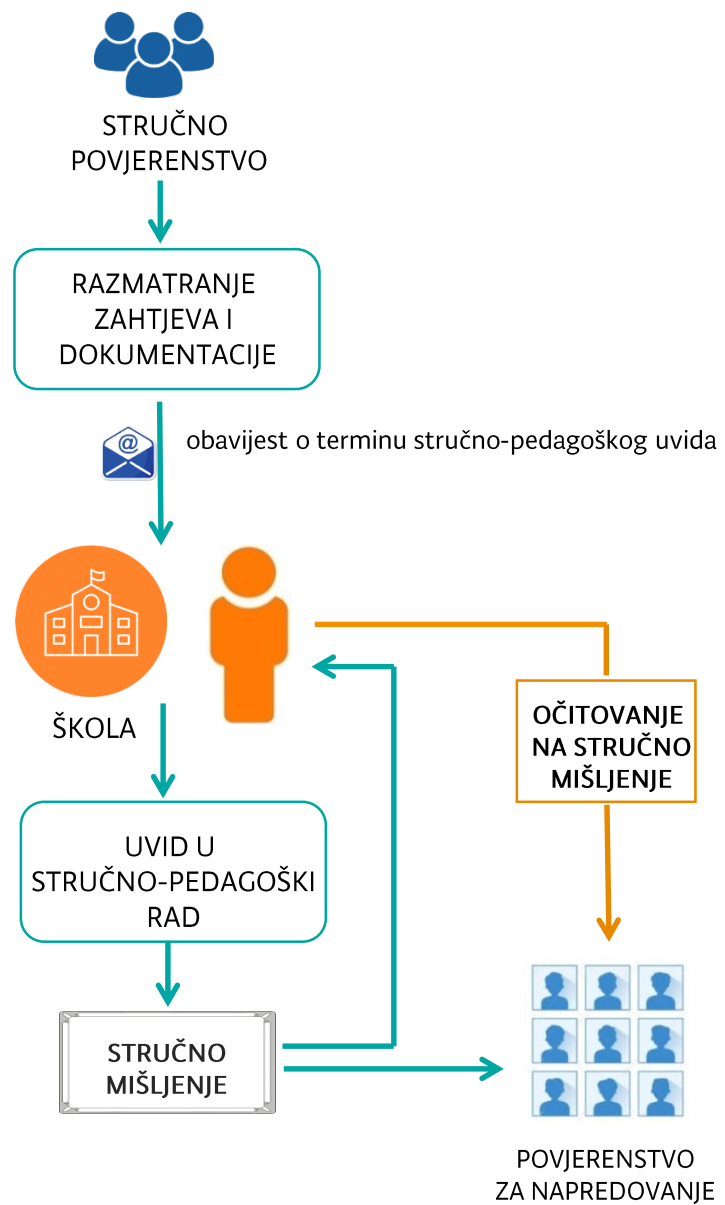 STRUČNO
POVJERENSTVO
RAZMATRANJE
ZAHTJEVA I
DOKUMENTACIJE
@
obavijest o terminu stručno-pedagoškog uvida
ŠKOLA
OČITOVANJE
NA STRUČNO
MIŠLJENJE
UVID U
STRUČNO-PEDAGOŠKI
RAD
STRUČNO
MIŠLJENJE
POVJERENSTVO
ZA NAPREDOVANJE